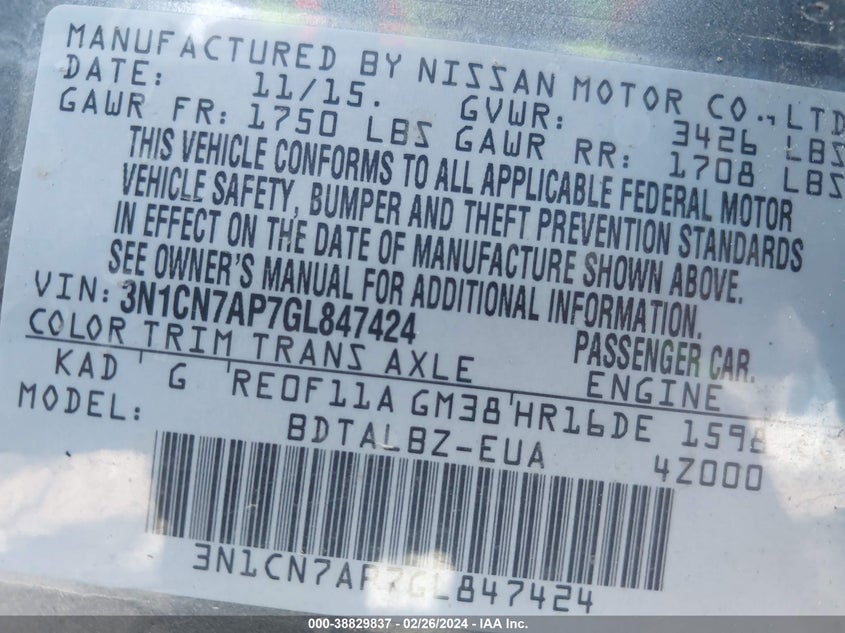 MANUFACTURED BY NISSAN MOTOR CO., LTD
DATE: 11/15. GVWR: 3426 LBS
GAWR FR: 1750 LBS GAWR RR: 1708 LBS
THIS VEHICLE CONFORMS TO ALL APPLICABLE FEDERAL MOTOR
VEHICLE SAFETY, BUMPER AND THEFT PREVENTION STANDARDS
IN EFFECT ON THE DATE OF MANUFACTURE SHOWN ABOVE.
SEE OWNER'S MANUAL FOR ADDITIONAL INFORMATION.
VIN: 3N1CN7AP7GL847424 PASSENGER CAR.
COLOR TRIM TRANS AXLE ENGINE
KAD G RE0F11A GM38 HR16DE 1598
MODEL: BDTALBZ-EUA 4Z000
3N1CN7AP7GL847424
000-38829837 - 02/26/2024 - IAA Inc.